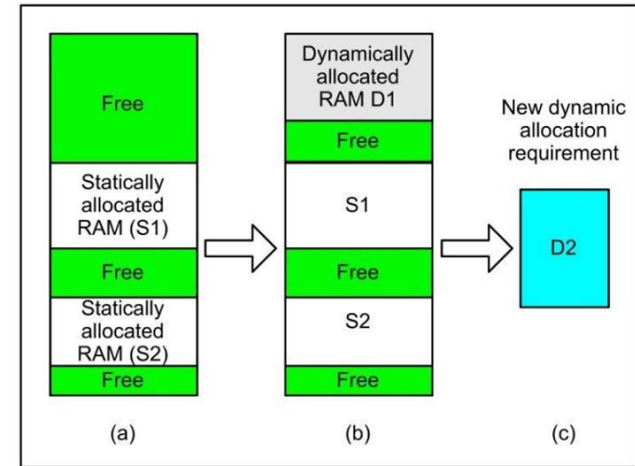 Free
Statically
allocated
RAM (S1)
Free
Statically
allocated
RAM (S2)
Free
(a)
Dynamically
allocated
RAM D1
Free
S1
Free
S2
Free
(b)
New dynamic
allocation
requirement
D2
(c)